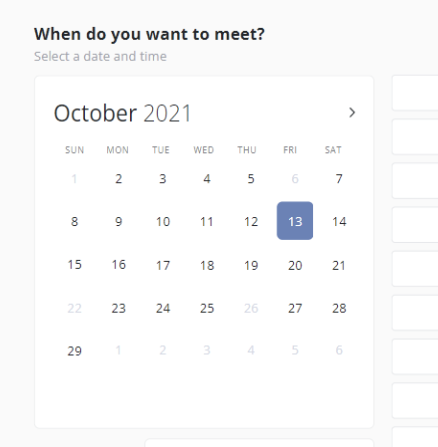 When do you want to meet?
Select a date and time
October 2021 >
SUN MON TUE WED THU FRI SAT
1 2 3 4 5 6 7
8 9 10 11 12 13 14
15 16 17 18 19 20 21
22 23 24 25 26 27 28
29 1 2 3 4 5 6